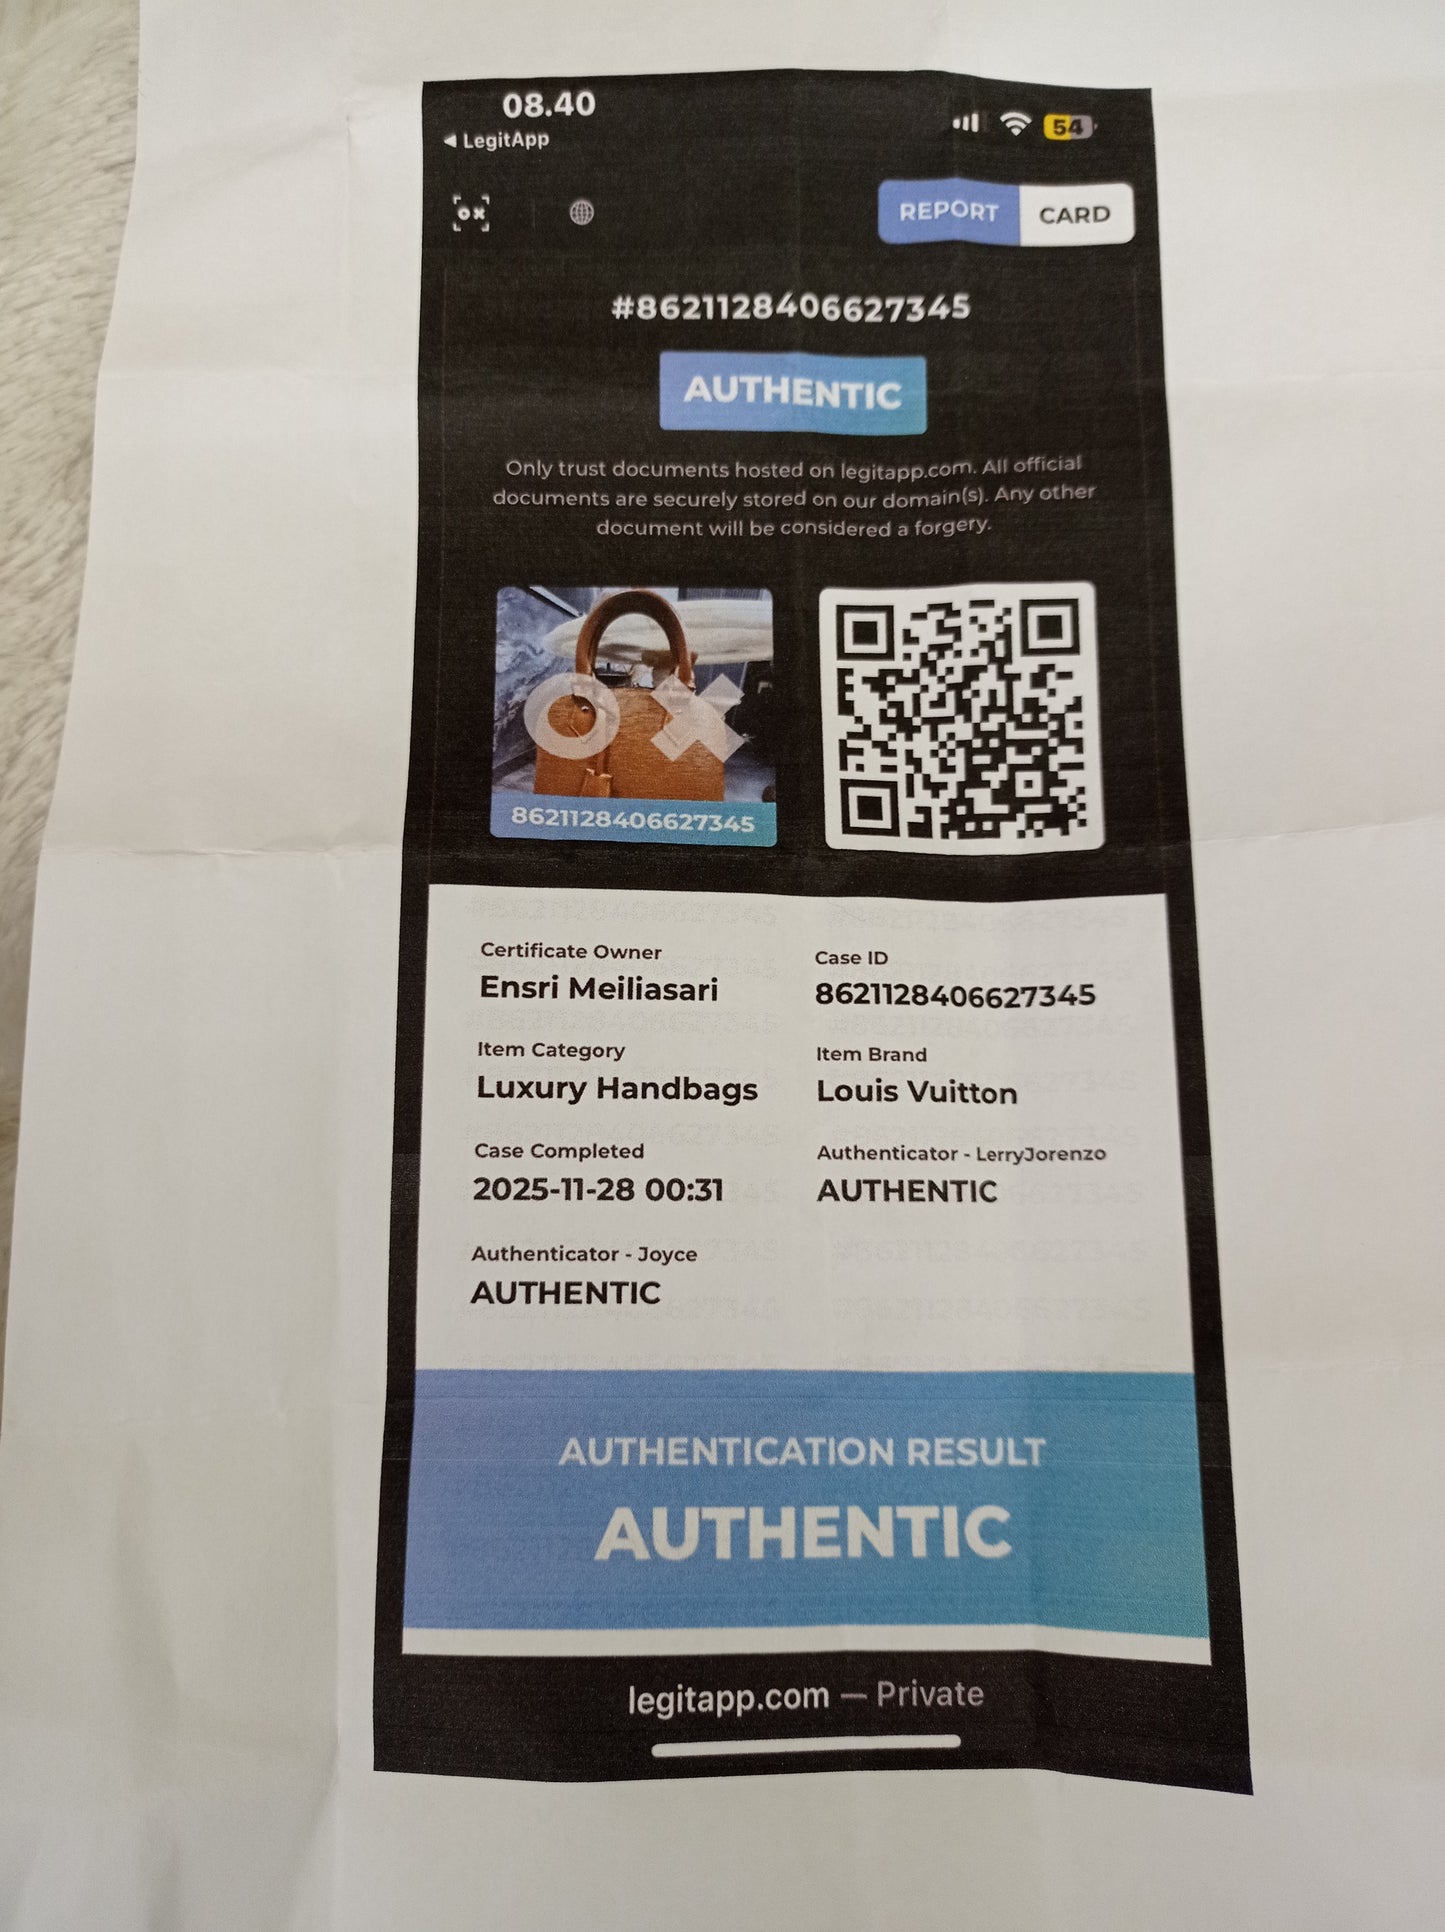 08.40
54
◀ LegitApp
REPORT CARD
#8621128406627345
AUTHENTIC
Only trust documents hosted on legitapp.com. All official
documents are securely stored on our domain(s). Any other
document will be considered a forgery.
8621128406627345
Certificate Owner
Ensri Meiliasari
Case ID
8621128406627345
Item Category
Luxury Handbags
Item Brand
Louis Vuitton
Case Completed
2025-11-28 00:31
Authenticator - LerryJorenzo
AUTHENTIC
Authenticator - Joyce
AUTHENTIC
AUTHENTICATION RESULT
AUTHENTIC
legitapp.com — Private